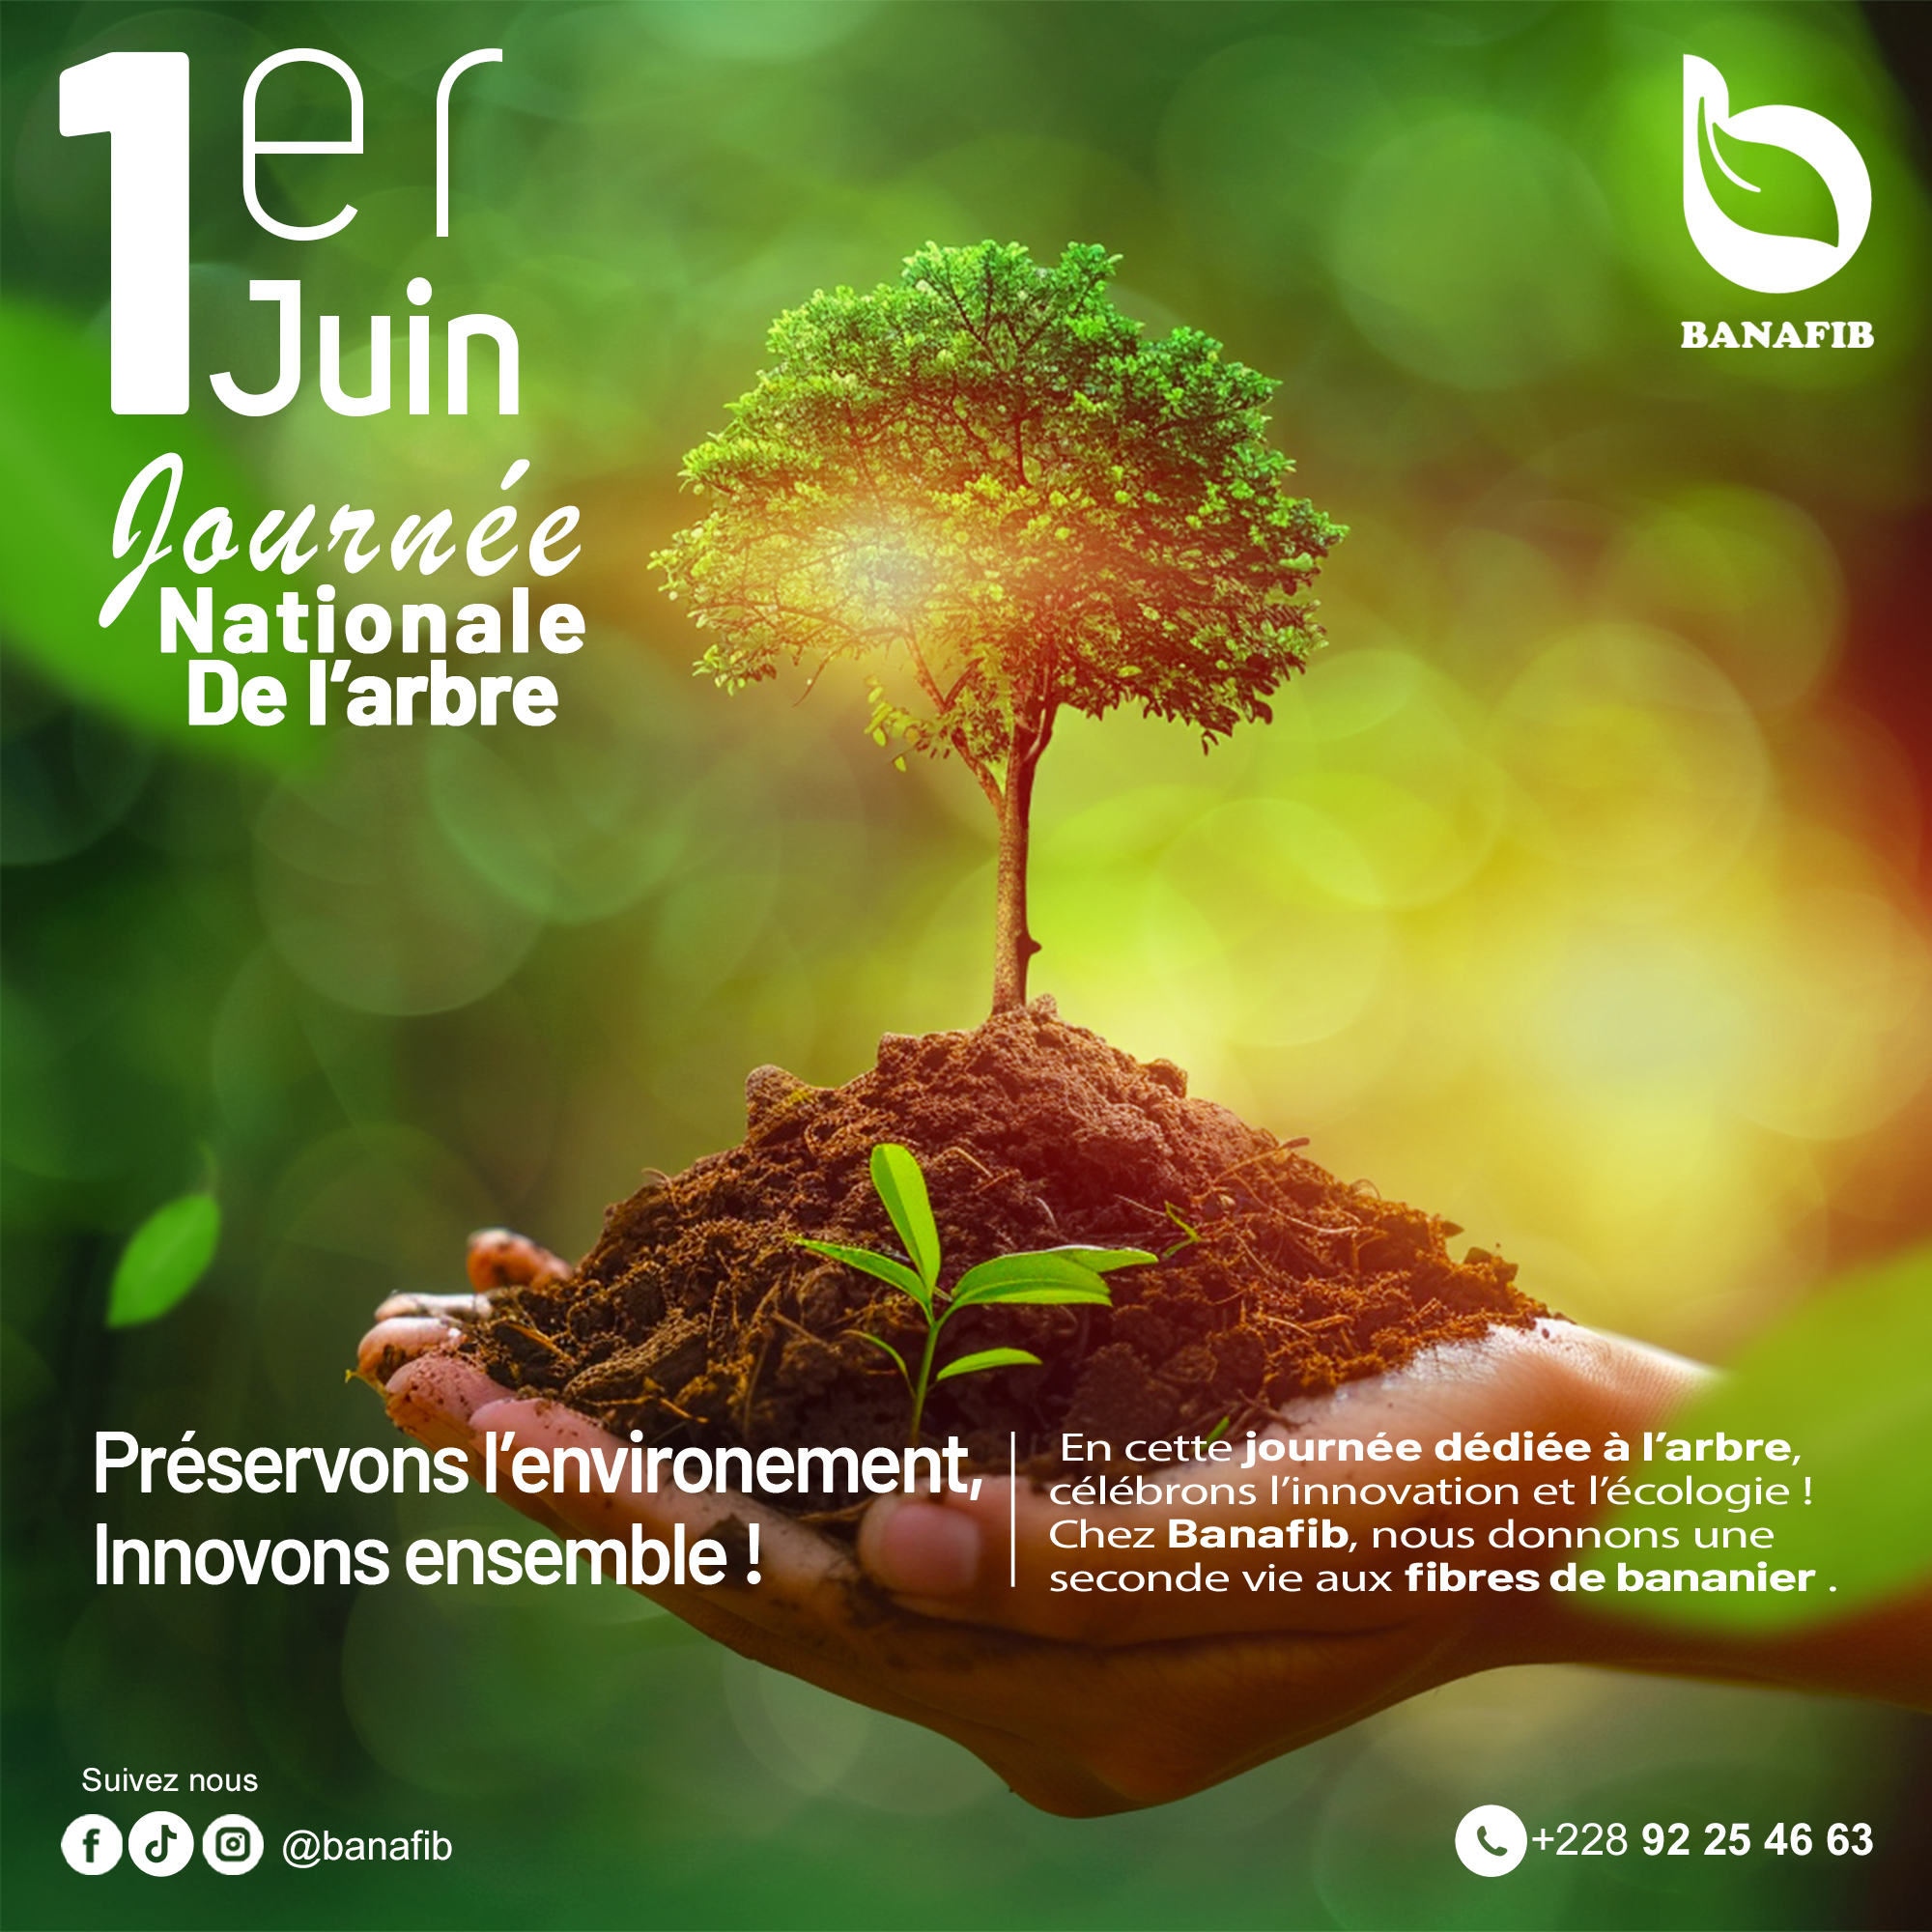 1er
Juin
Journée
Nationale
De l'arbre
BANAFIB
Préservons l'environement,
Innovons ensemble !
En cette journée dédiée à l'arbre,
célébrons l'innovation et l'écologie !
Chez Banafib, nous donnons une
seconde vie aux fibres de bananier .
Suivez nous
@banafib
+228 92 25 46 63